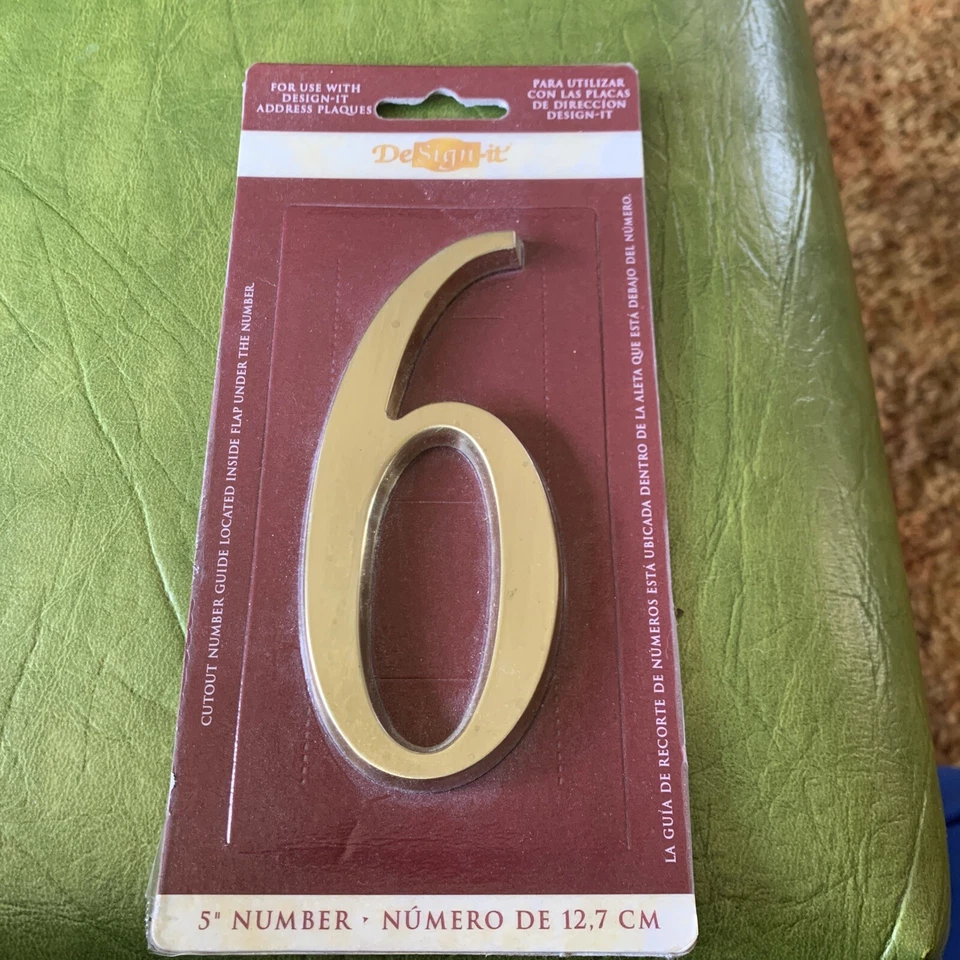 FOR USE WITH
DESIGN-IT
ADDRESS PLAQUES
PARA UTILIZAR
CON LAS PLACAS
DE DIRECCIÓN
DESIGN-IT
DeSign-it
CUTOUT NUMBER GUIDE LOCATED INSIDE FLAP UNDER THE NUMBER.
6
LA GUÍA DE RECORTE DE NÚMEROS ESTÁ UBICADA DENTRO DE LA ALETA QUE ESTÁ DEBAJO DEL NÚMERO.
5" NUMBER · NÚMERO DE 12,7 CM